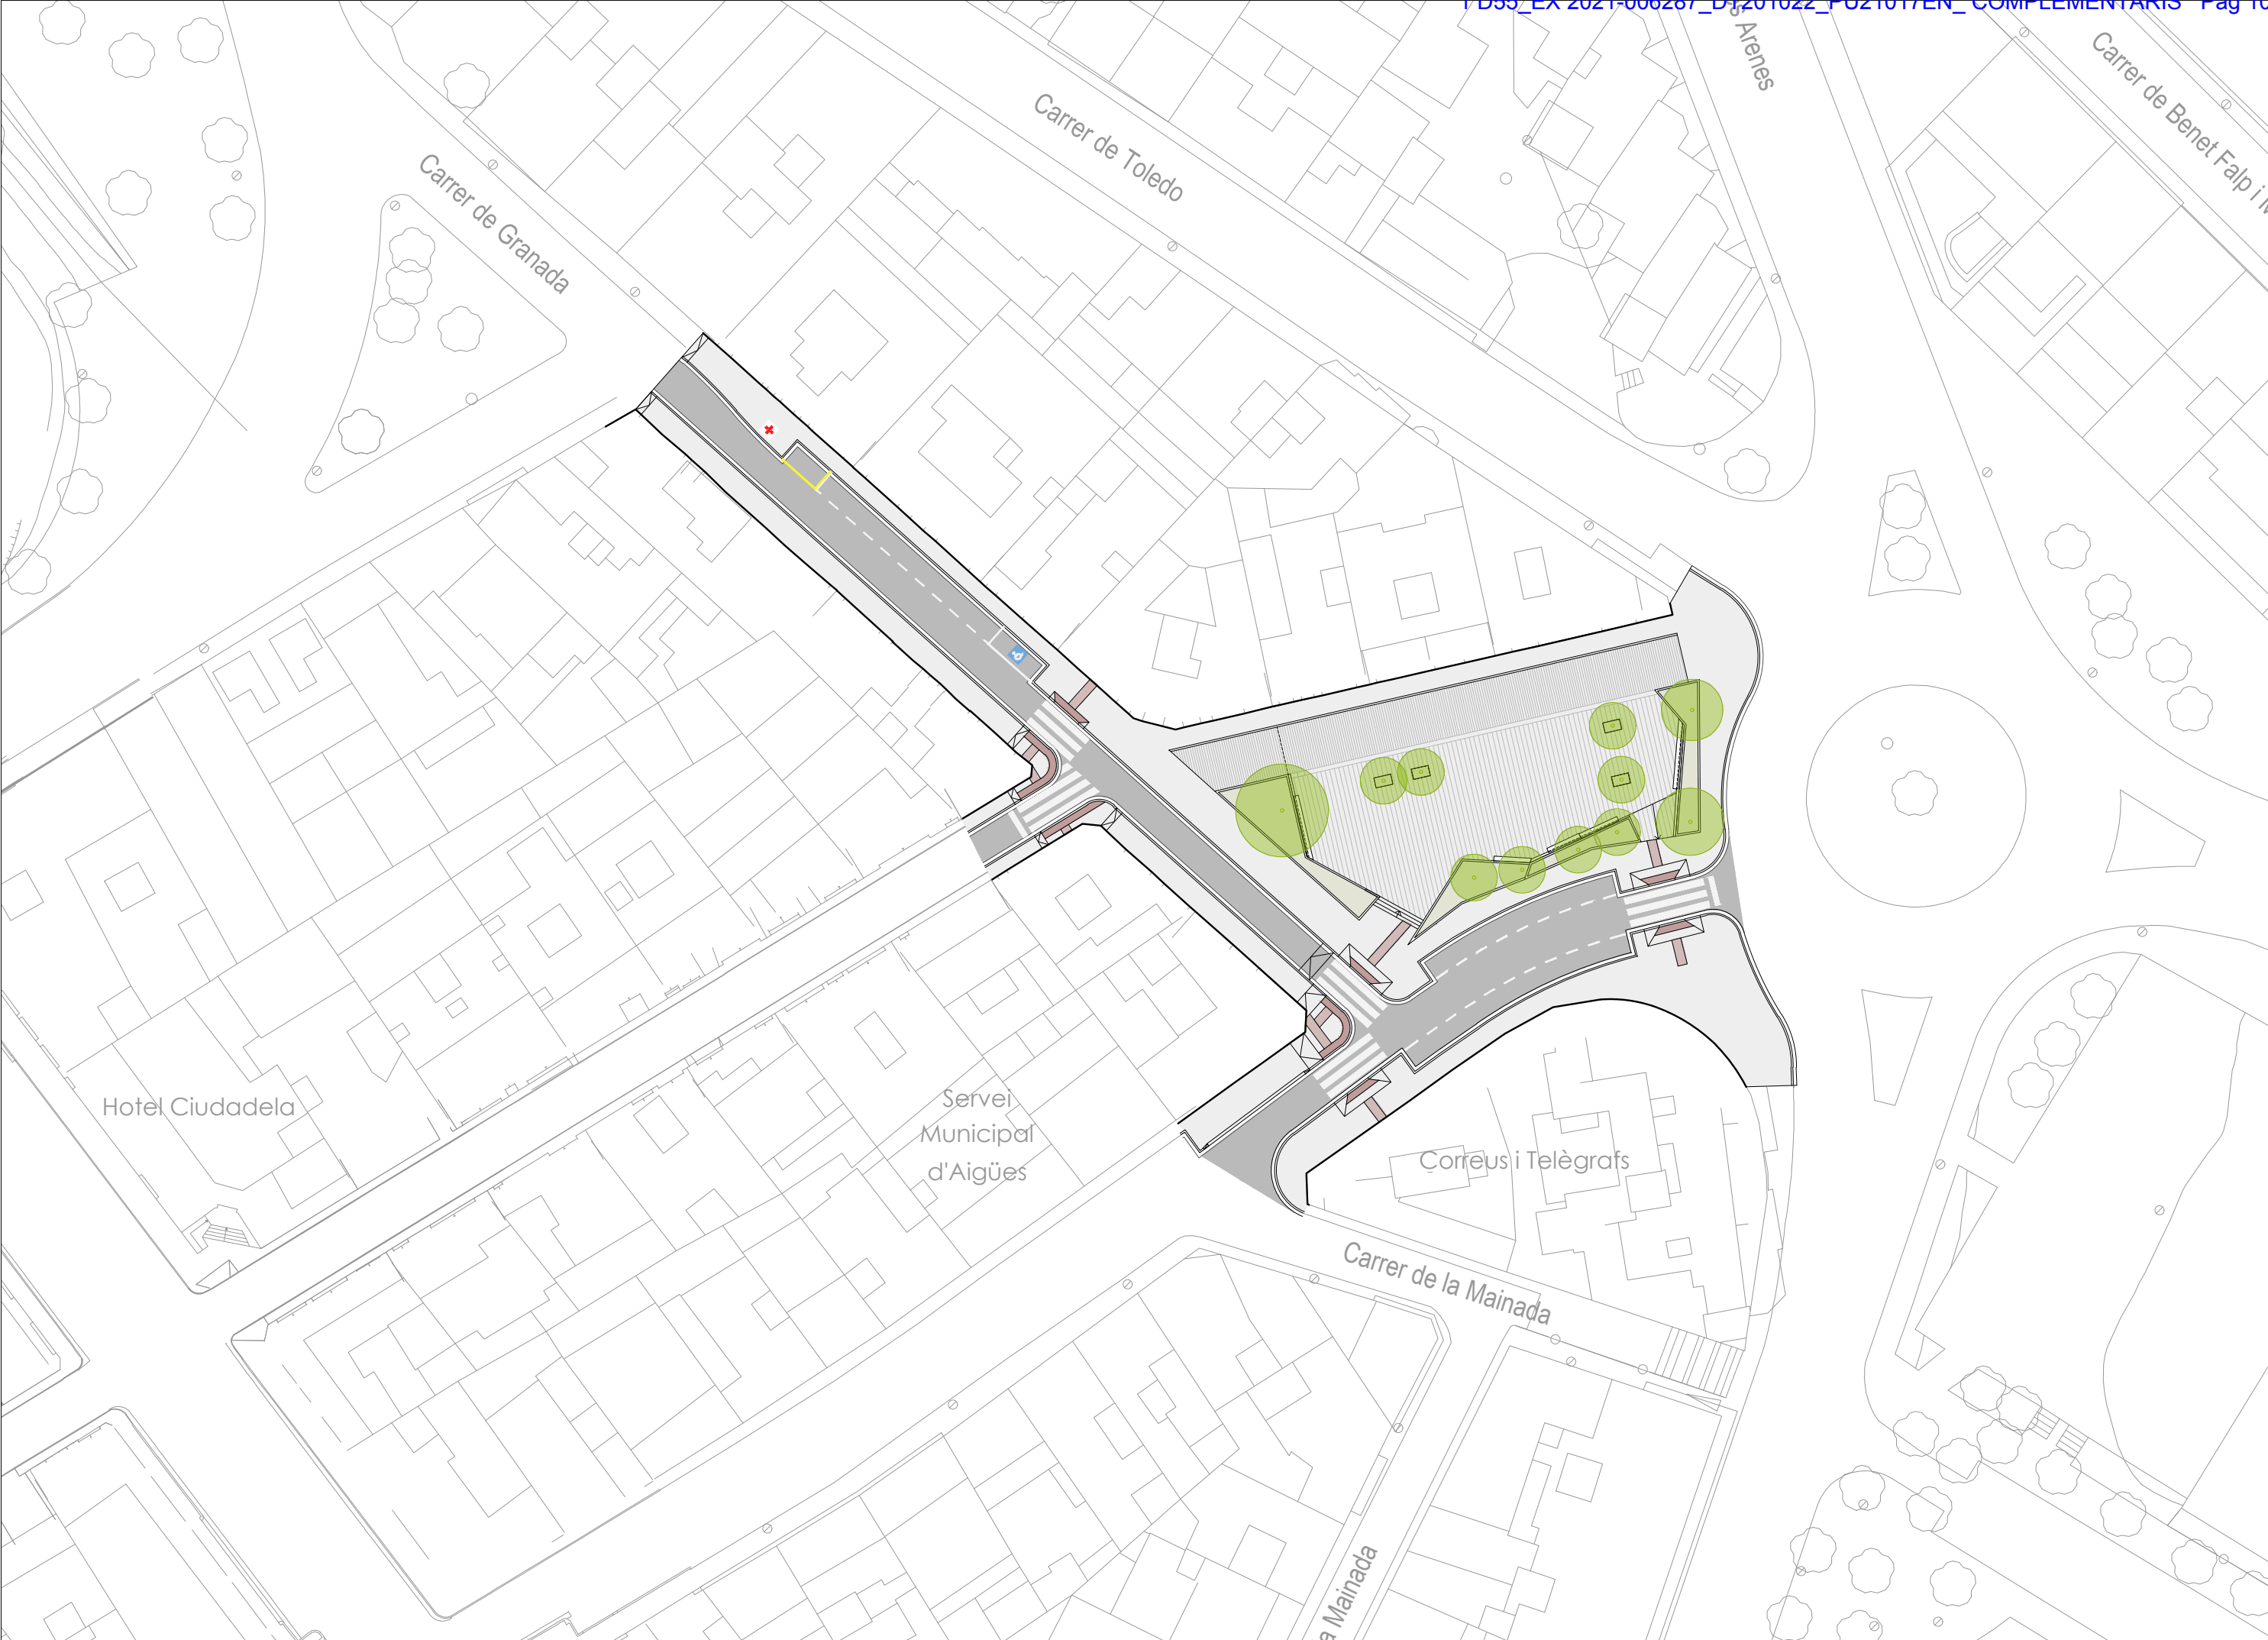 COMPLEMENTARIS
Arenes
Carrer de Benet Falp i
Carrer de Toledo
Carrer de Granada
Hotel Ciudadela
Servei
Municipal
d'Aigües
Correus i Telègrafs
Carrer de la Mainada
a Mainada